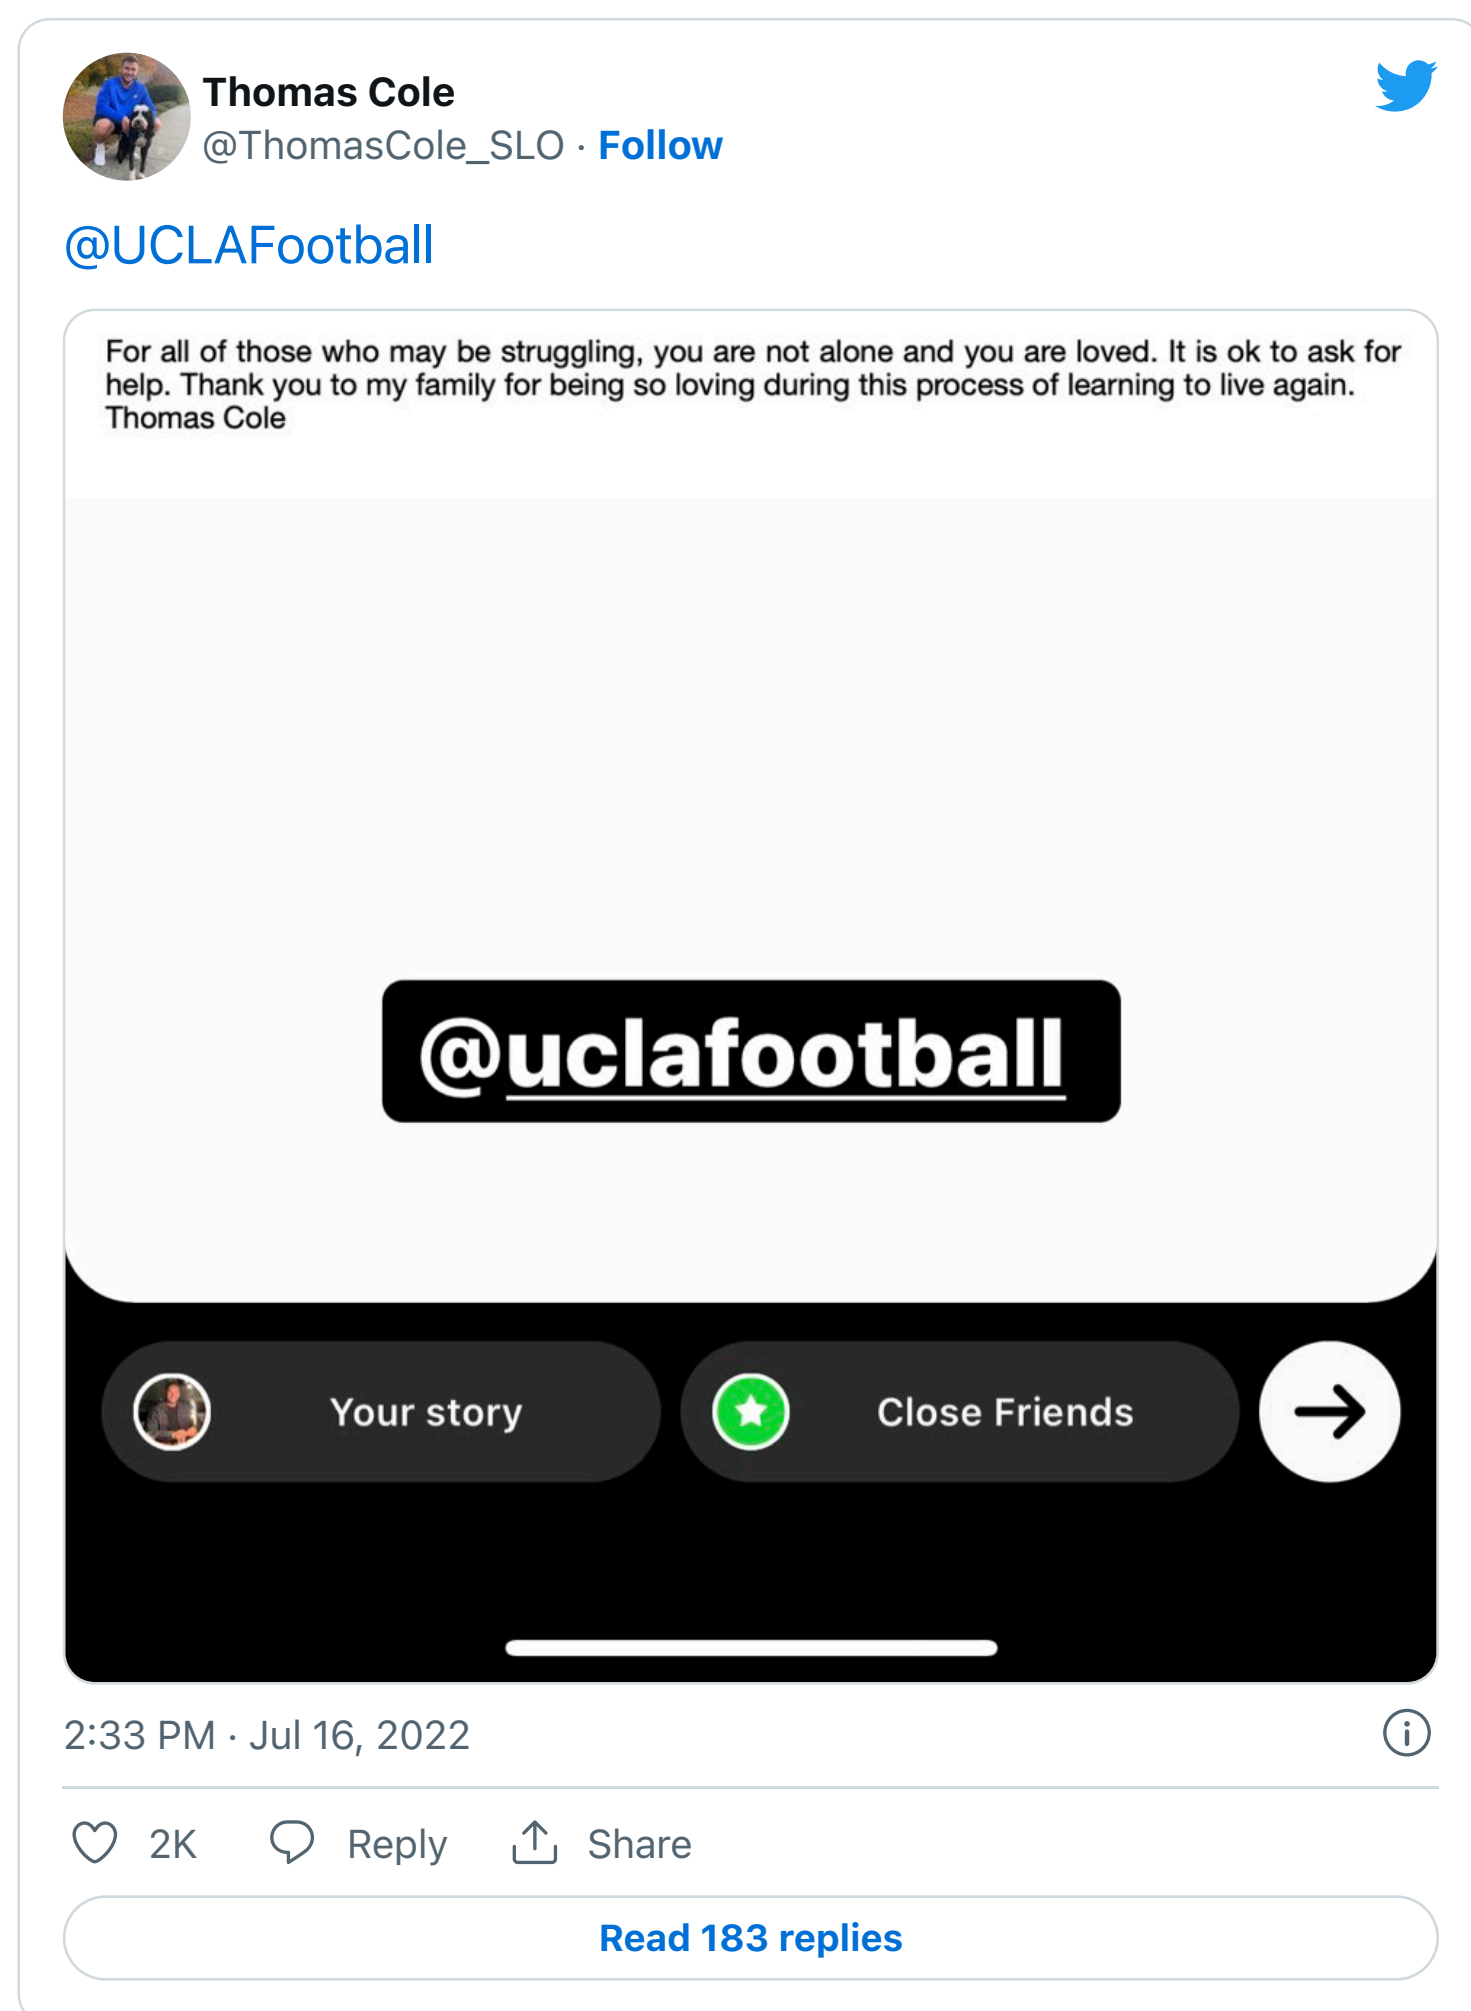 Thomas Cole
@ThomasCole_SLO · Follow
@UCLAFootball
For all of those who may be struggling, you are not alone and you are loved. It is ok to ask for
help. Thank you to my family for being so loving during this process of learning to live again.
Thomas Cole
@uclafootball
Your story
Close Friends
2:33 PM · Jul 16, 2022
2K Reply Share
Read 183 replies